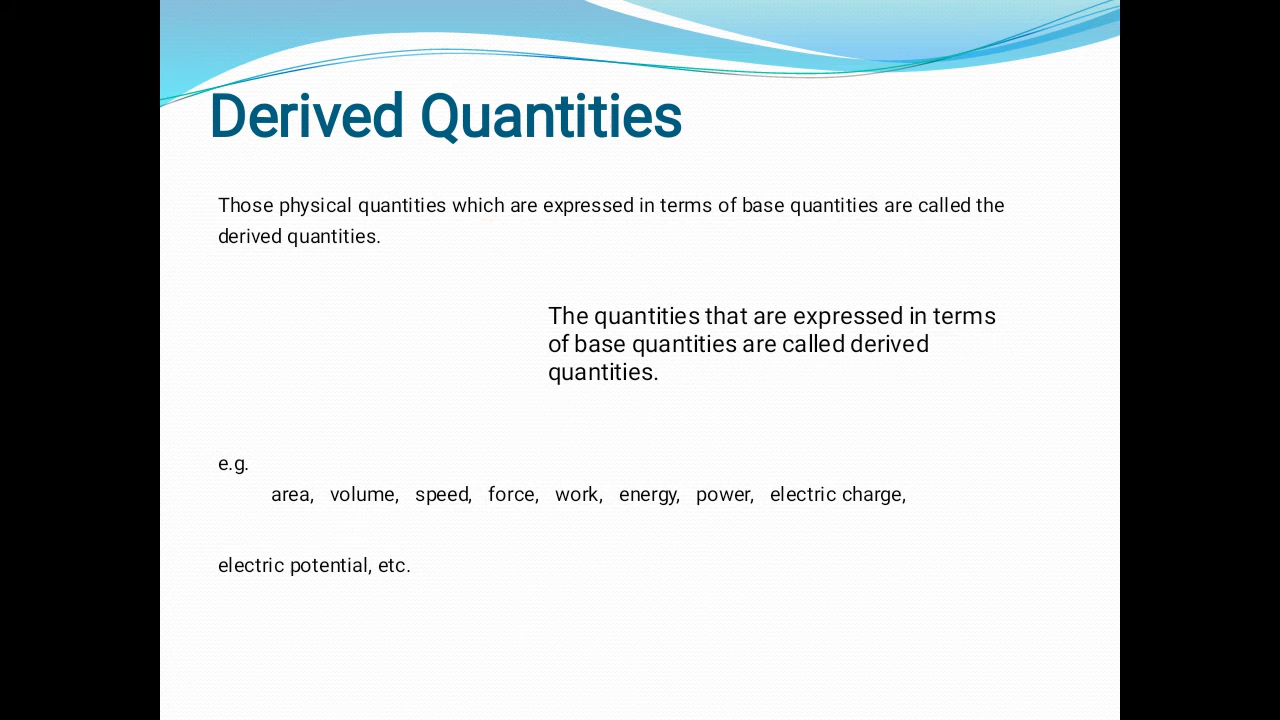 Derived Quantities
Those physical quantities which are expressed in terms of base quantities are called the
derived quantities.
The quantities that are expressed in terms
of base quantities are called derived
quantities.
e.g.
area, volume, speed, force, work, energy, power, electric charge,
electric potential, etc.